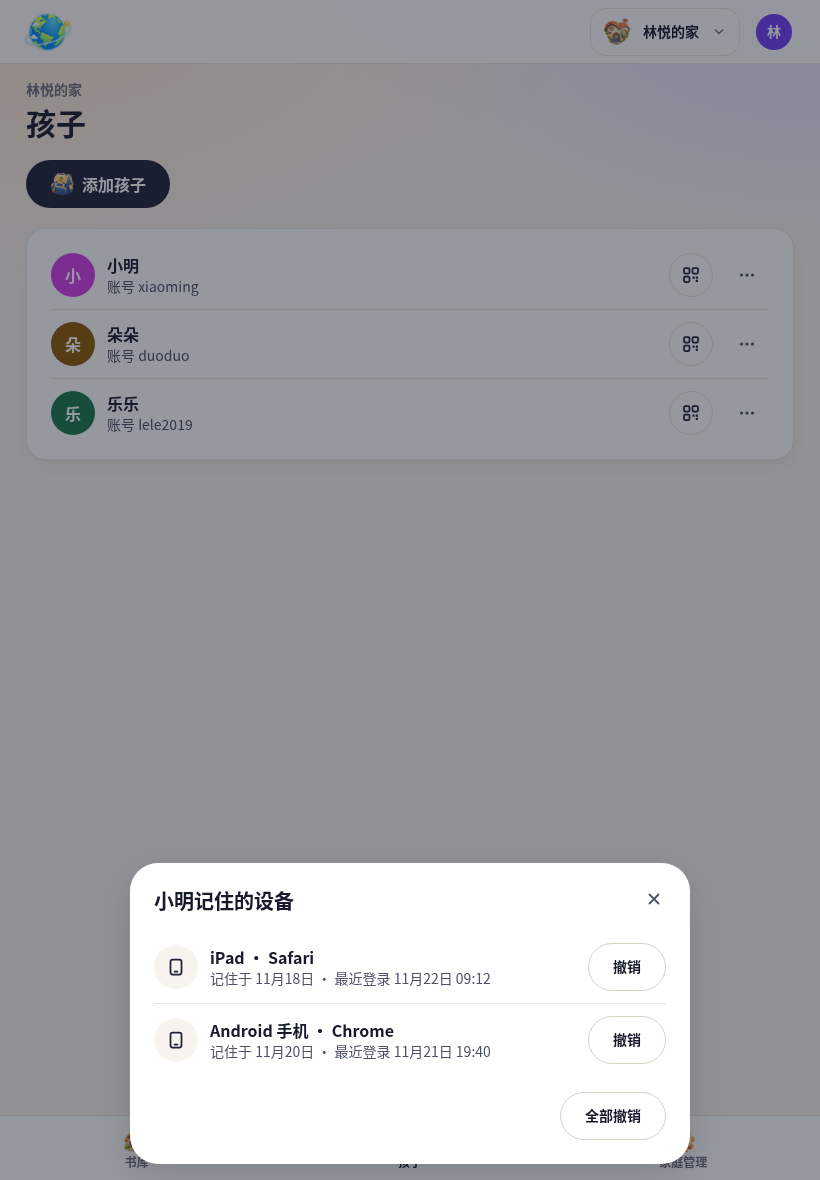 林悦的家
林
林悦的家
孩子
添加孩子
小
小明
账号 xiaoming
朵
朵朵
账号 duoduo
乐
乐乐
账号 lele2019
小明记住的设备
iPad · Safari
记住于 11月18日 · 最近登录 11月22日 09:12
撤销
Android 手机 · Chrome
记住于 11月20日 · 最近登录 11月21日 19:40
撤销
全部撤销
书库
孩子
家庭管理